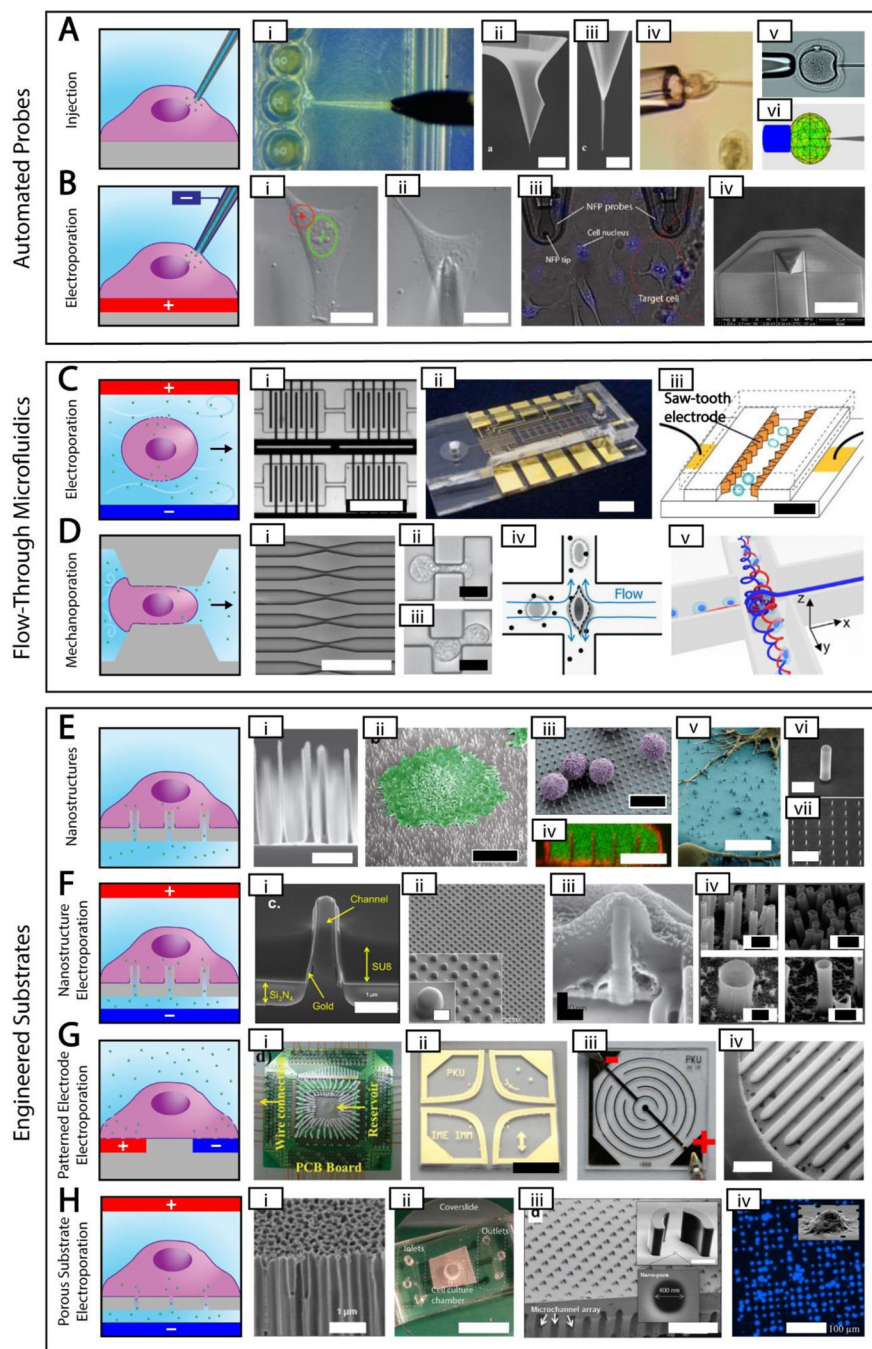 Automated Probes
A
Injection
i
ii
a
iii
c
iv
v
vi
B
Electroporation
−
+
i
+
+
ii
iii
NFP probes
Cell nucleus
NFP tip
Target cell
iv
Flow-Through Microfluidics
C
Electroporation
+
−
i
ii
iii
Saw-tooth
electrode
D
Mechanoporation
i
ii
iii
iv
Flow
v
z
x
y
Engineered Substrates
E
Nanostructures
i
ii
iii
iv
v
vi
vii
F
Nanostructure
Electroporation
+
−
i
c.
Channel
SU8
Si3N4
Gold
1 µm
ii
iii
iv
G
Patterned Electrode
Electroporation
+
−
i
d)
Wire connection
Reservoir
PCB Board
ii
PKU
IME IMM
iii
PKU
−
+
iv
H
Porous Substrate
Electroporation
+
−
i
1 µm
ii
Coverslide
Inlets
Outlets
Cell culture
chamber
iii
d
Nano-pore
400 nm
Microchannel array
iv
100 µm